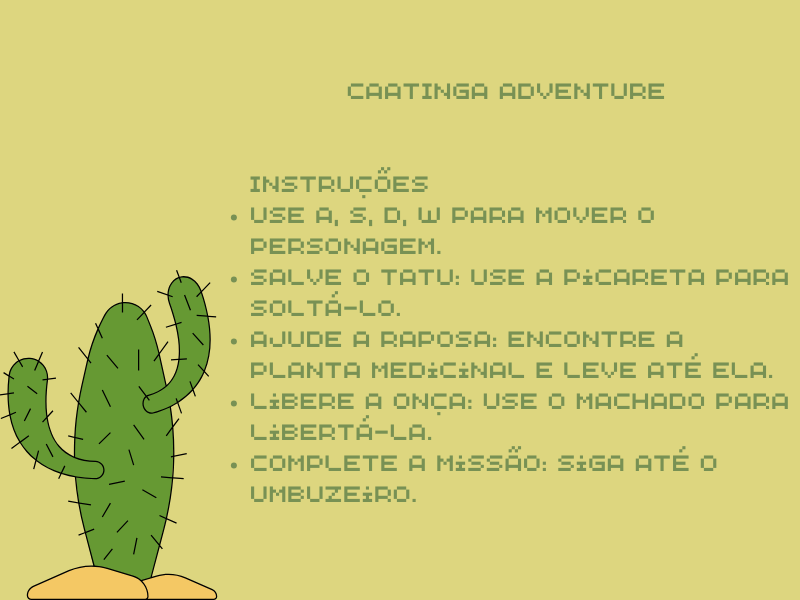 CAATINGA ADVENTURE
INSTRUÇÕES
• USE A, S, D, W PARA MOVER O
PERSONAGEM.
• SALVE O TATU: USE A PiCARETA PARA
SOLTÁ-LO.
• AJUDE A RAPOSA: ENCONTRE A
PLANTA MEDiCiNAL E LEVE ATÉ ELA.
• LiBERE A ONÇA: USE O MACHADO PARA
LiBERTÁ-LA.
• COMPLETE A MiSSÃO: SiGA ATÉ O
UMBUZEiRO.